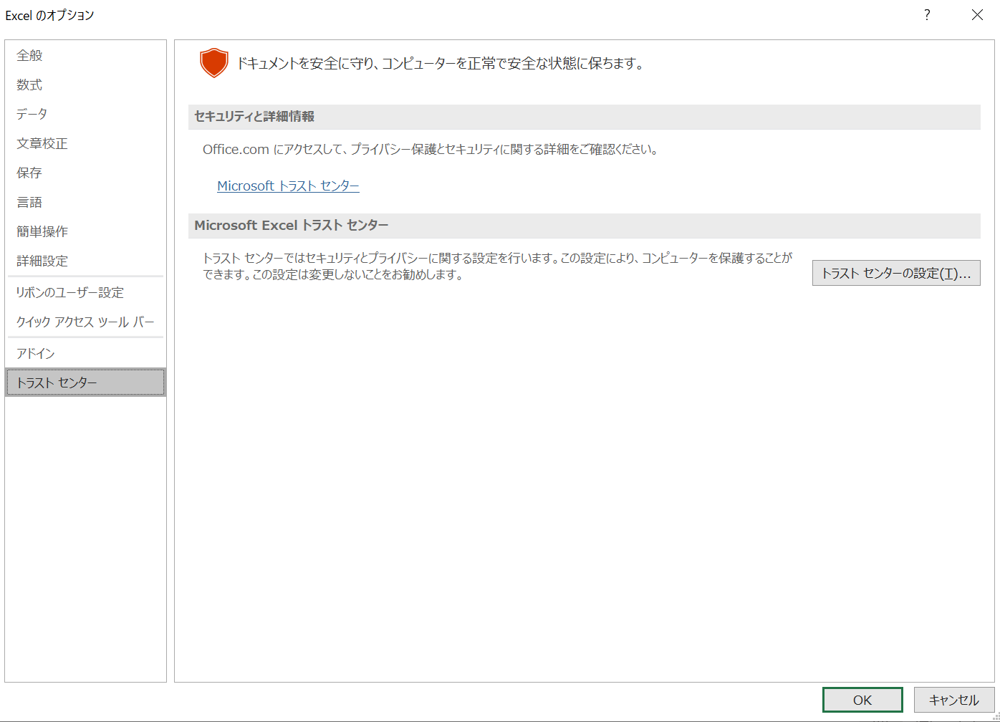 Excel のオプション
?
全般
数式
データ
文章校正
保存
言語
簡単操作
詳細設定
リボンのユーザー設定
クイック アクセス ツール バー
アドイン
トラスト センター
ドキュメントを安全に守り、コンピューターを正常で安全な状態に保ちます。
セキュリティと詳細情報
Office.com にアクセスして、プライバシー保護とセキュリティに関する詳細をご確認ください。
Microsoft トラスト センター
Microsoft Excel トラスト センター
トラスト センターではセキュリティとプライバシーに関する設定を行います。この設定により、コンピューターを保護することが
できます。この設定は変更しないことをお勧めします。
トラスト センターの設定(T)...
OK
キャンセル